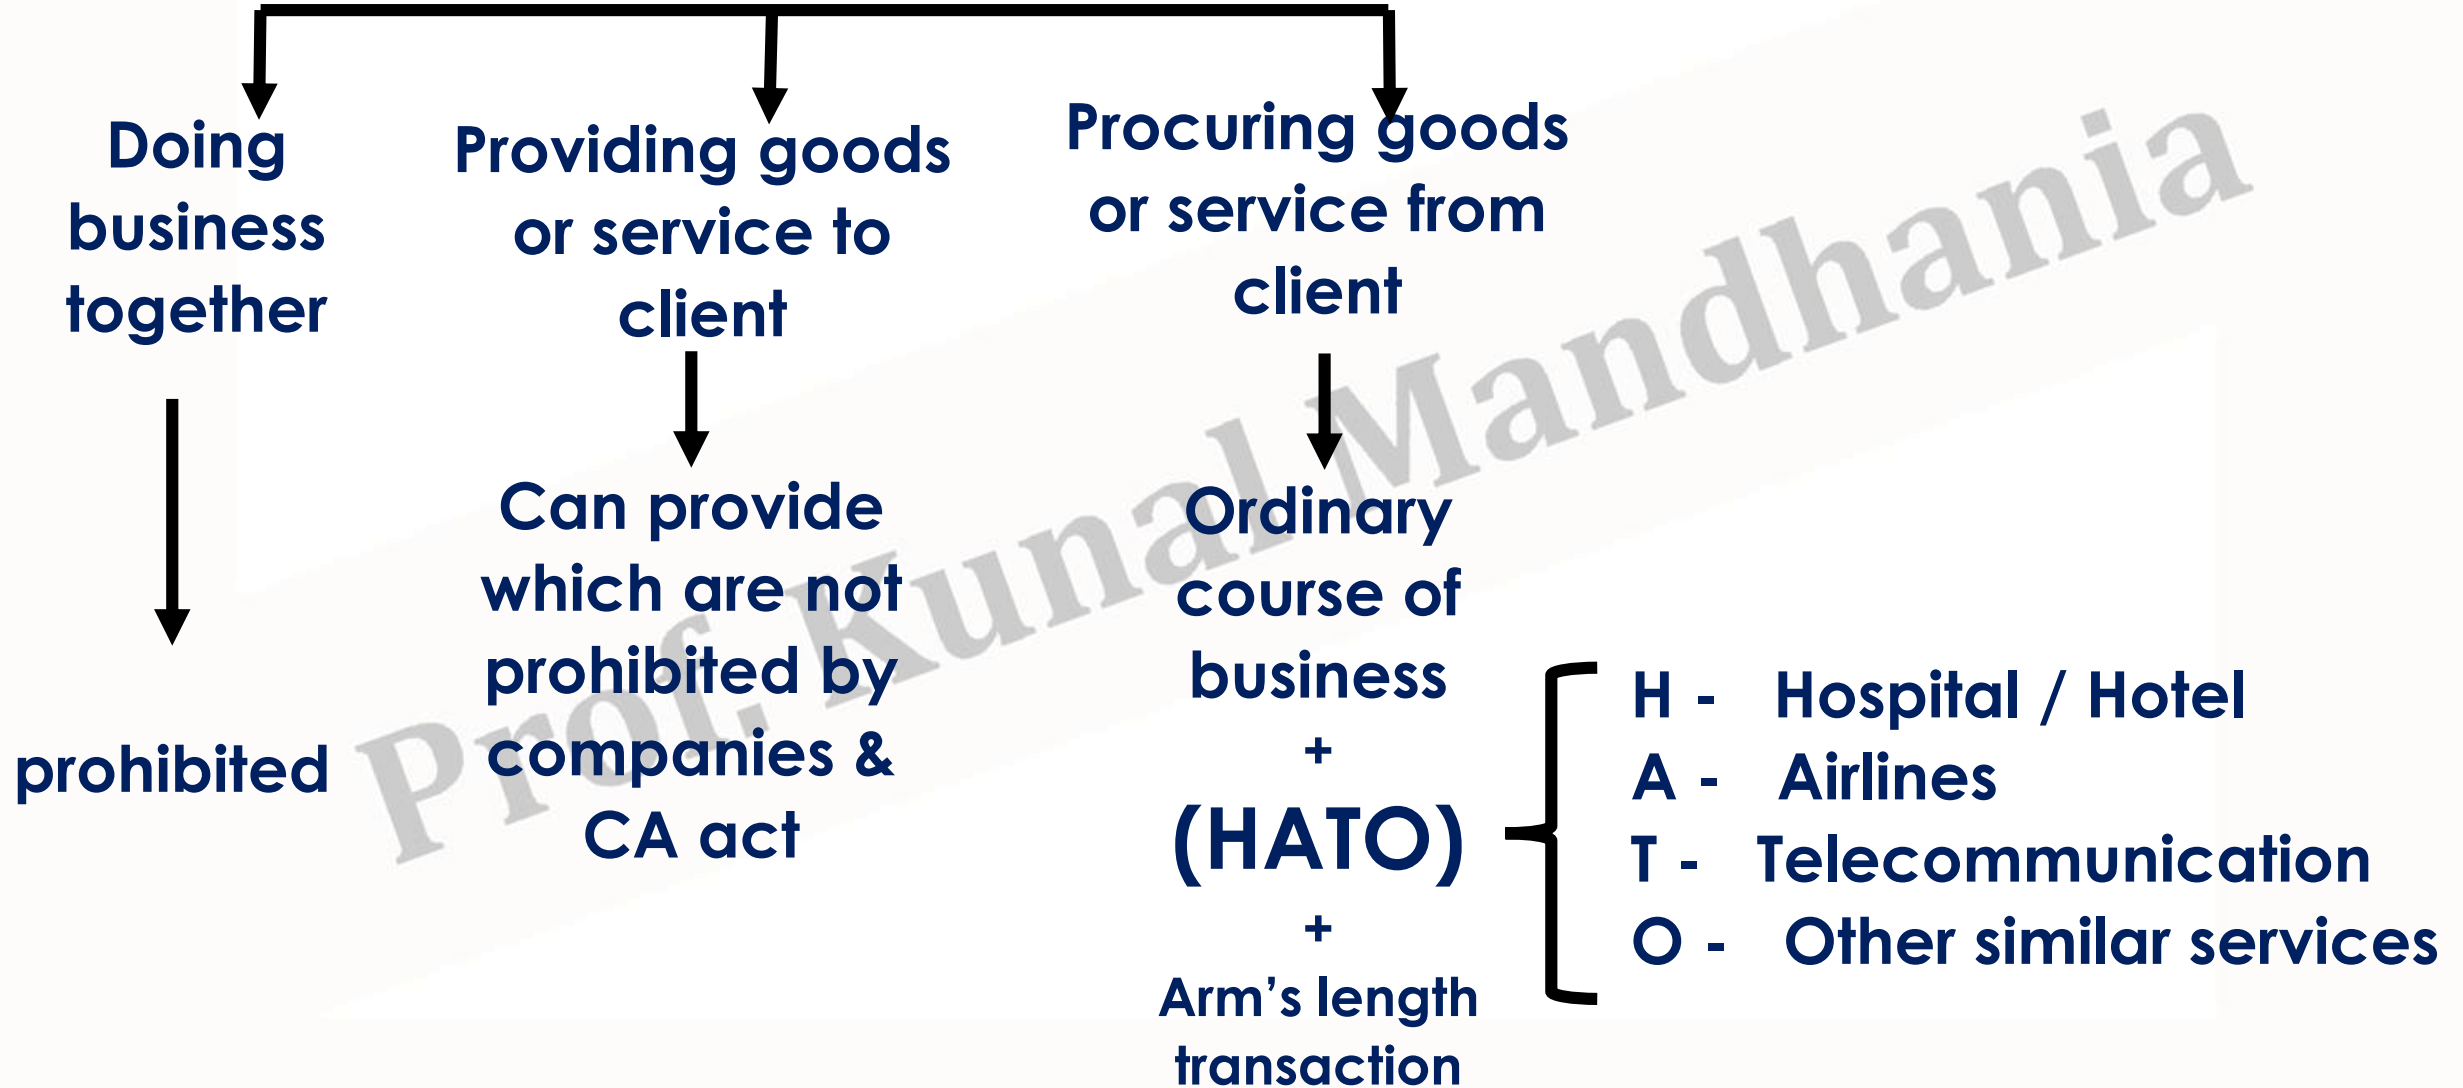 Doing
business
together
prohibited
Providing goods
or service to
client
Can provide
which are not
prohibited by
companies &
CA act
Procuring goods
or service from
client
Ordinary
course of
business
+
(HATO)
+
Arm’s length
transaction
H - Hospital / Hotel
A - Airlines
T - Telecommunication
O - Other similar services
Prof. Kunal Mandhania